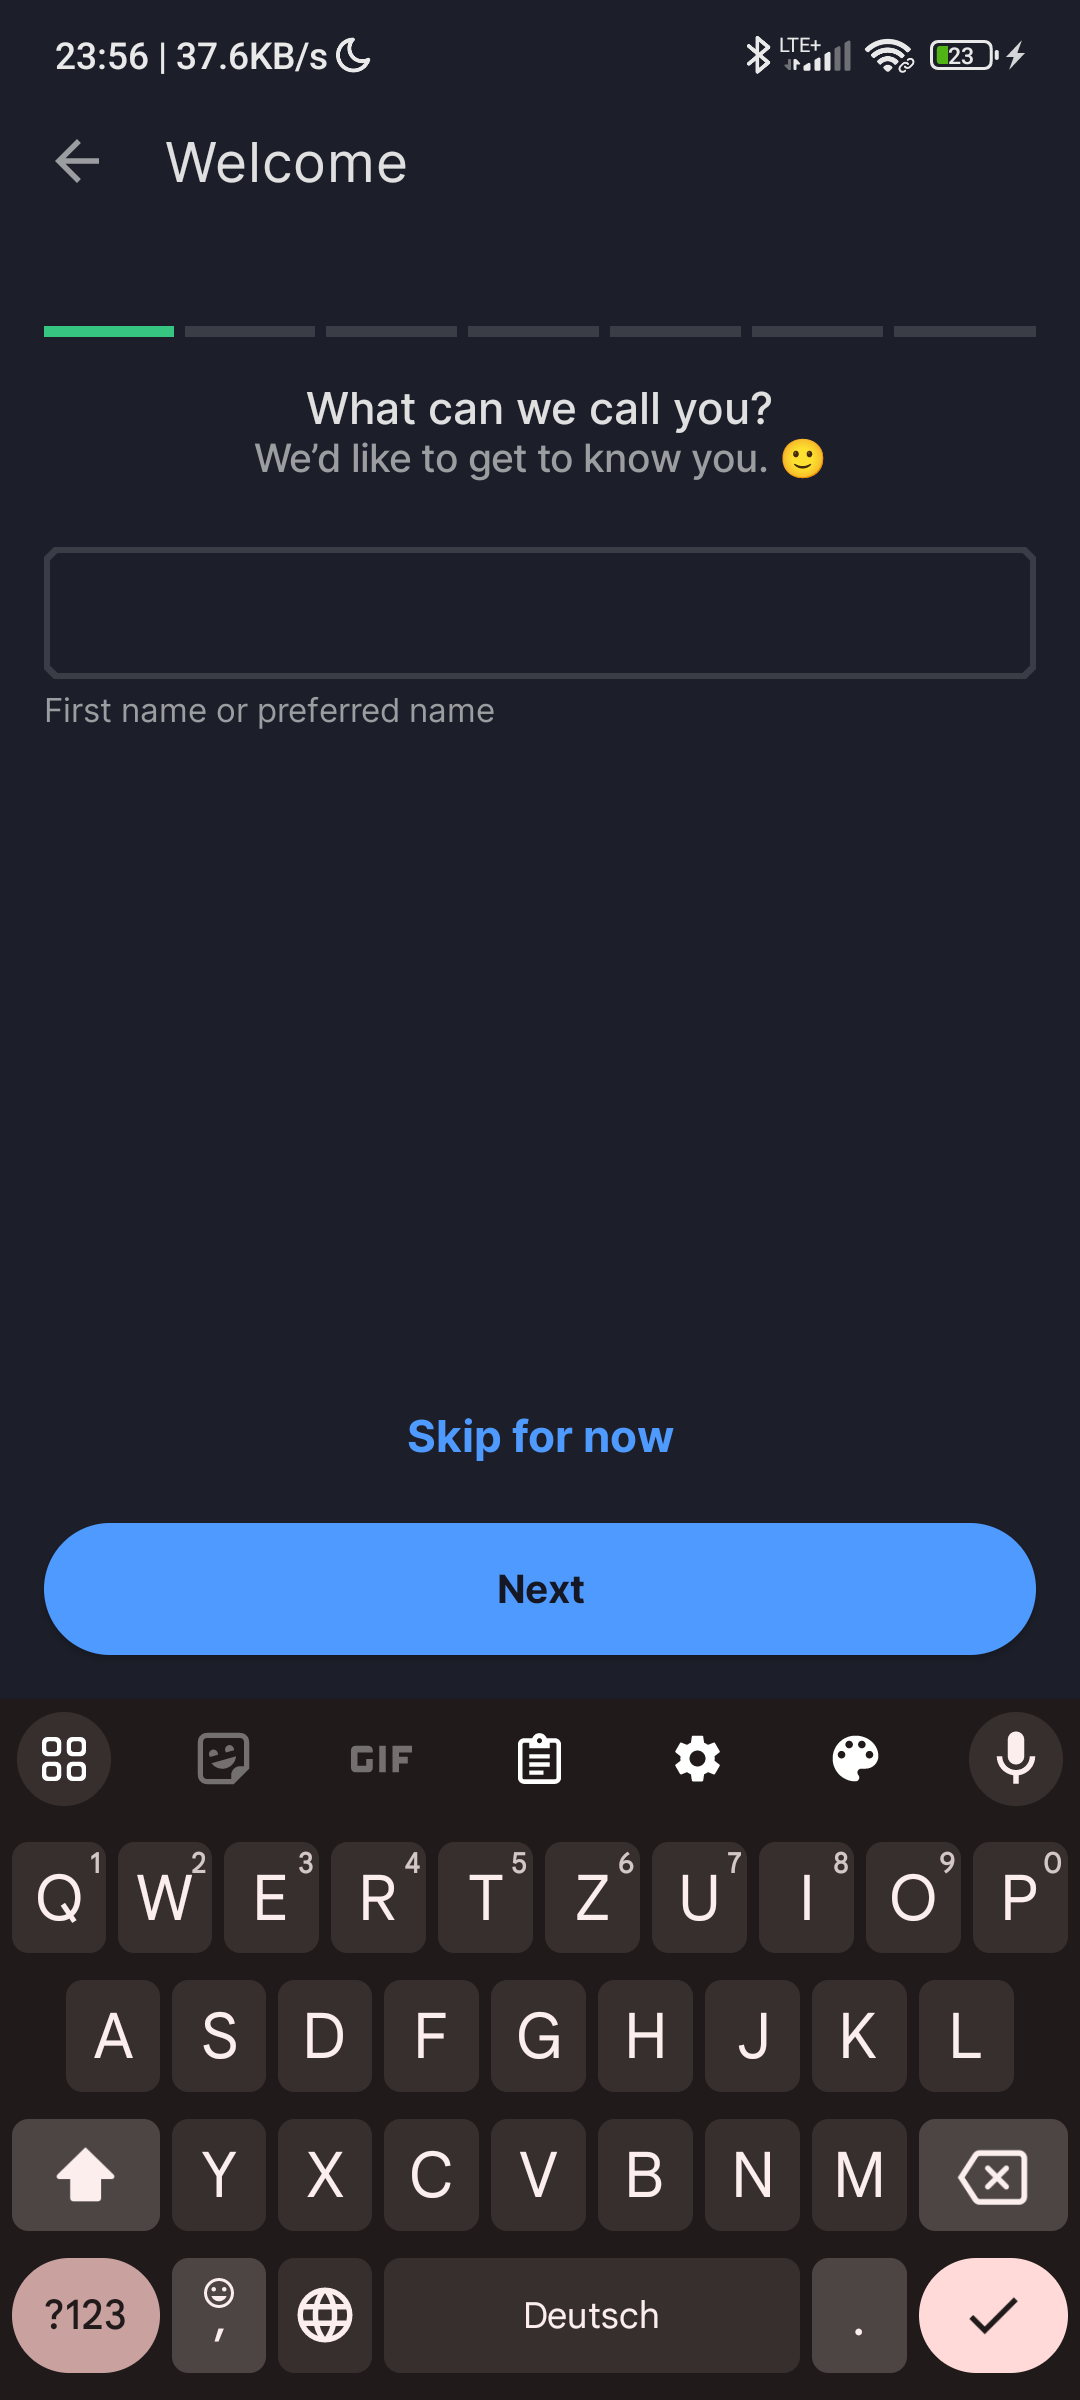 23:56 | 37.6KB/s LTE+ 23
Welcome
What can we call you?
We’d like to get to know you. 🙂
First name or preferred name
Skip for now
Next
GIF
Q 1 W 2 E 3 R 4 T 5 Z 6 U 7 I 8 O 9 P 0
A S D F G H J K L
Y X C V B N M
?123 , Deutsch .